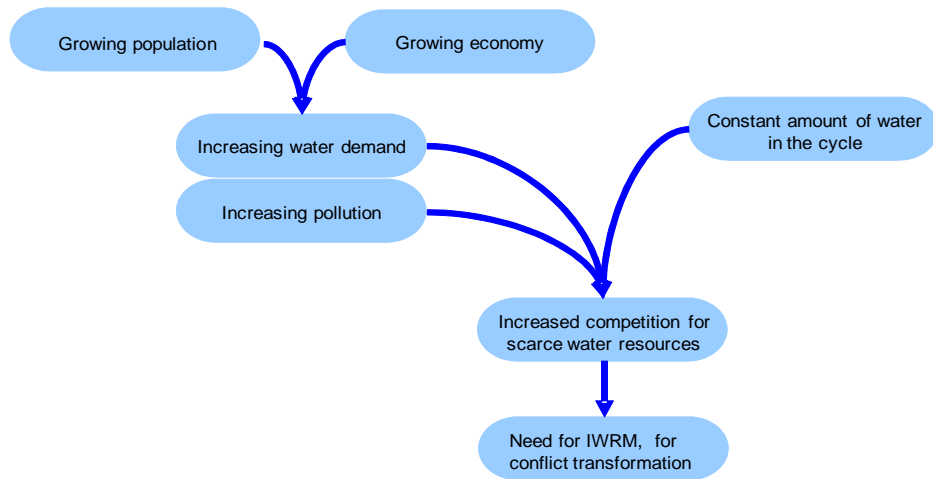 Growing population
Growing economy
Constant amount of water
in the cycle
Increasing water demand
Increasing pollution
Increased competition for
scarce water resources
Need for IWRM, for
conflict transformation